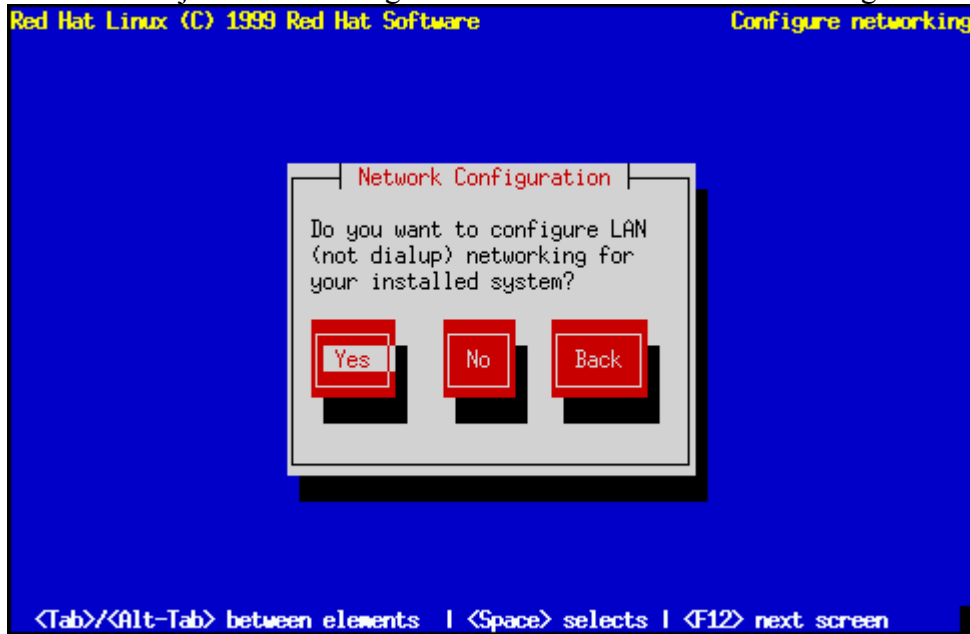 Red Hat Linux (C) 1999 Red Hat Software Configure networking
Network Configuration
Do you want to configure LAN
(not dialup) networking for
your installed system?
Yes No Back
<Tab>/<Alt-Tab> between elements | <Space> selects | <F12> next screen